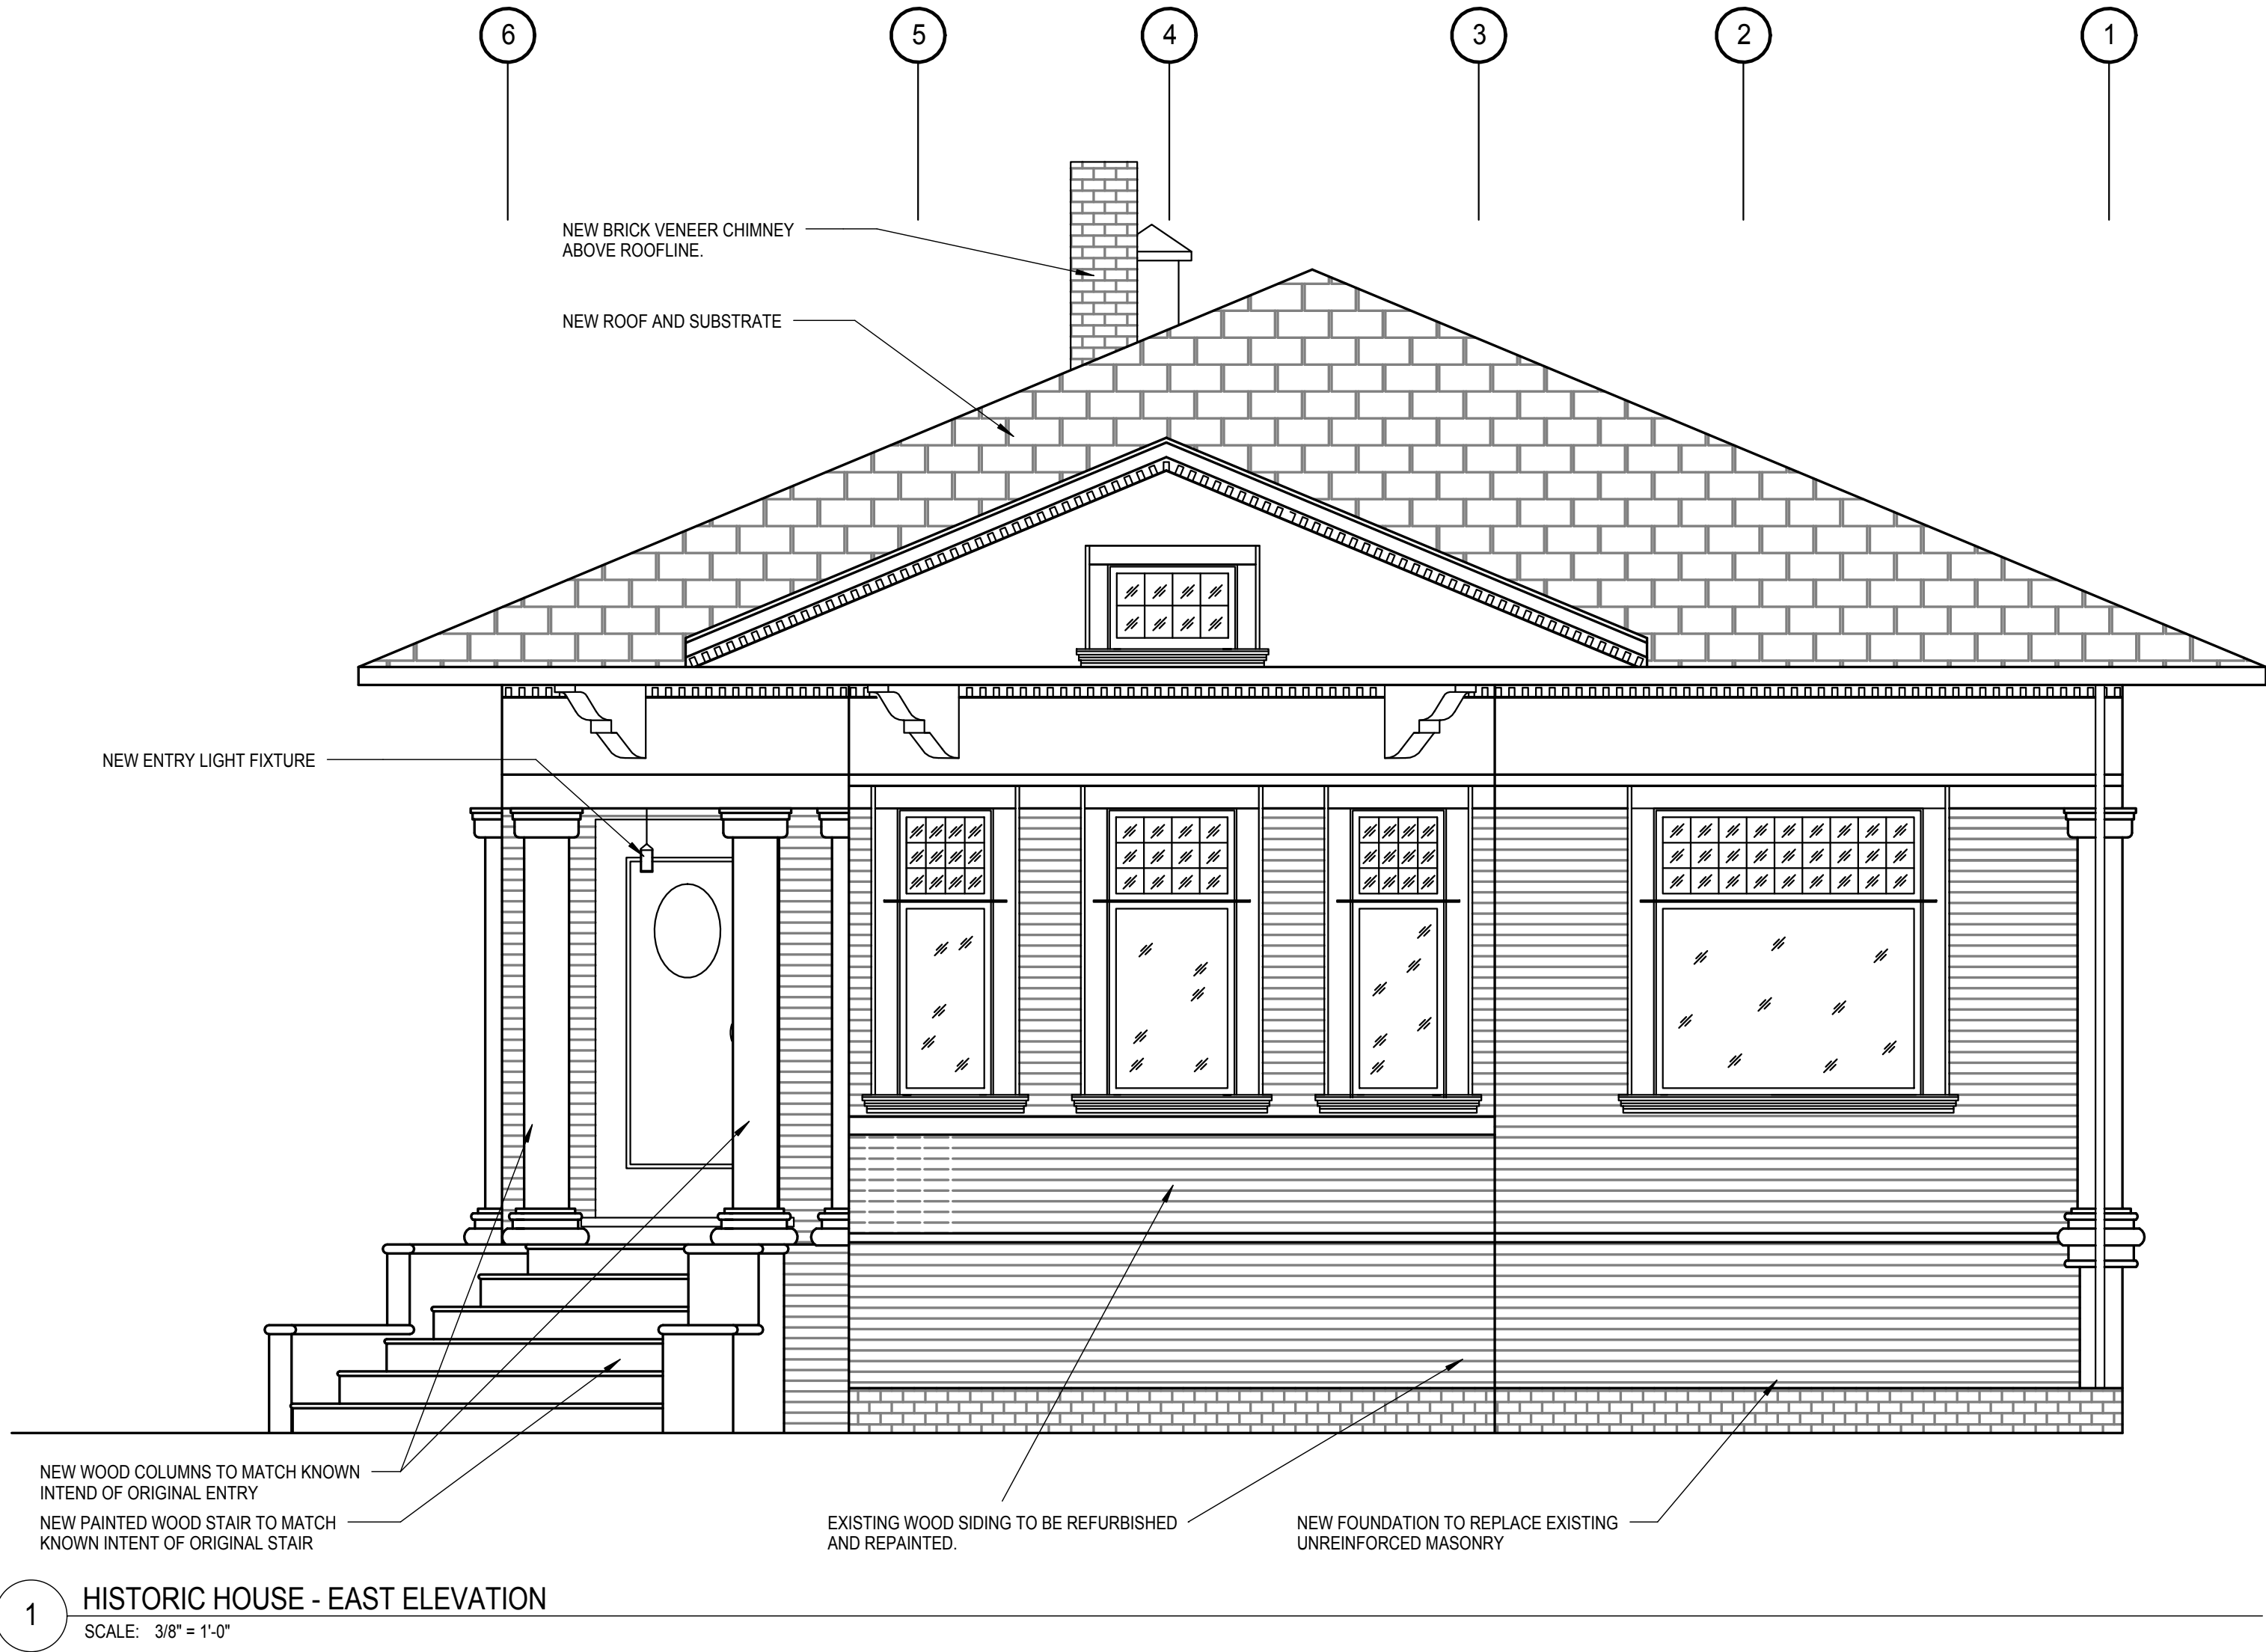 6 5 4 3 2 1
NEW BRICK VENEER CHIMNEY
ABOVE ROOFLINE.
NEW ROOF AND SUBSTRATE
NEW ENTRY LIGHT FIXTURE
NEW WOOD COLUMNS TO MATCH KNOWN
INTEND OF ORIGINAL ENTRY
NEW PAINTED WOOD STAIR TO MATCH
KNOWN INTENT OF ORIGINAL STAIR
EXISTING WOOD SIDING TO BE REFURBISHED
AND REPAINTED.
NEW FOUNDATION TO REPLACE EXISTING
UNREINFORCED MASONRY
1
HISTORIC HOUSE - EAST ELEVATION
SCALE: 3/8" = 1'-0"